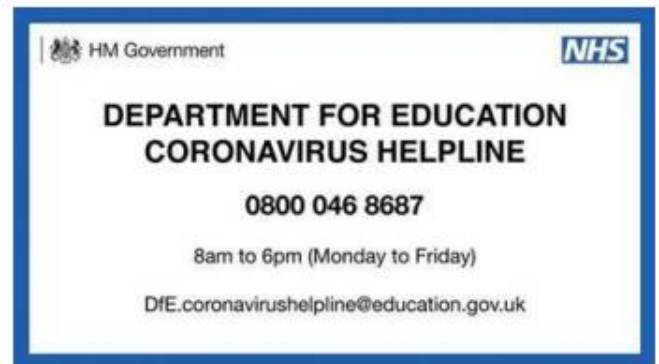 HM Government
NHS
DEPARTMENT FOR EDUCATION
CORONAVIRUS HELPLINE
0800 046 8687
8am to 6pm (Monday to Friday)
DfE.coronavirushelpline@education.gov.uk